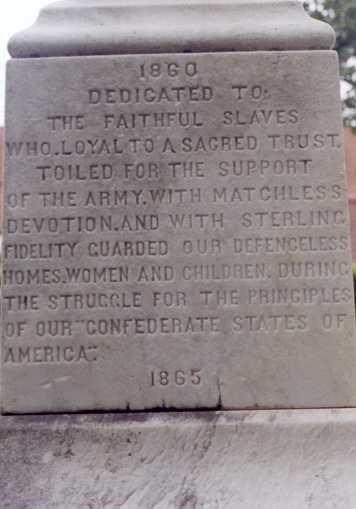 1860
DEDICATED TO
THE FAITHFUL SLAVES
WHO, LOYAL TO A SACRED TRUST,
TOILED FOR THE SUPPORT
OF THE ARMY, WITH MATCHLESS
DEVOTION, AND WITH STERLING
FIDELITY GUARDED OUR DEFENCELESS
HOMES, WOMEN AND CHILDREN, DURING
THE STRUGGLE FOR THE PRINCIPLES
OF OUR "CONFEDERATE STATES OF
AMERICA".
1865